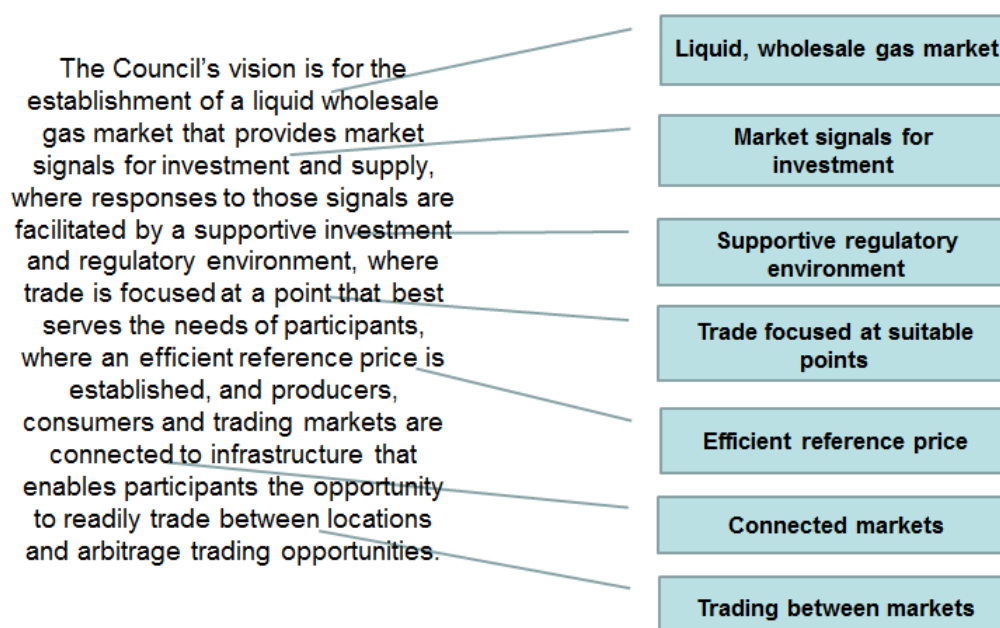 The Council’s vision is for the
establishment of a liquid wholesale
gas market that provides market
signals for investment and supply,
where responses to those signals are
facilitated by a supportive investment
and regulatory environment, where
trade is focused at a point that best
serves the needs of participants,
where an efficient reference price is
established, and producers,
consumers and trading markets are
connected to infrastructure that
enables participants the opportunity
to readily trade between locations
and arbitrage trading opportunities.
Liquid, wholesale gas market
Market signals for
investment
Supportive regulatory
environment
Trade focused at suitable
points
Efficient reference price
Connected markets
Trading between markets